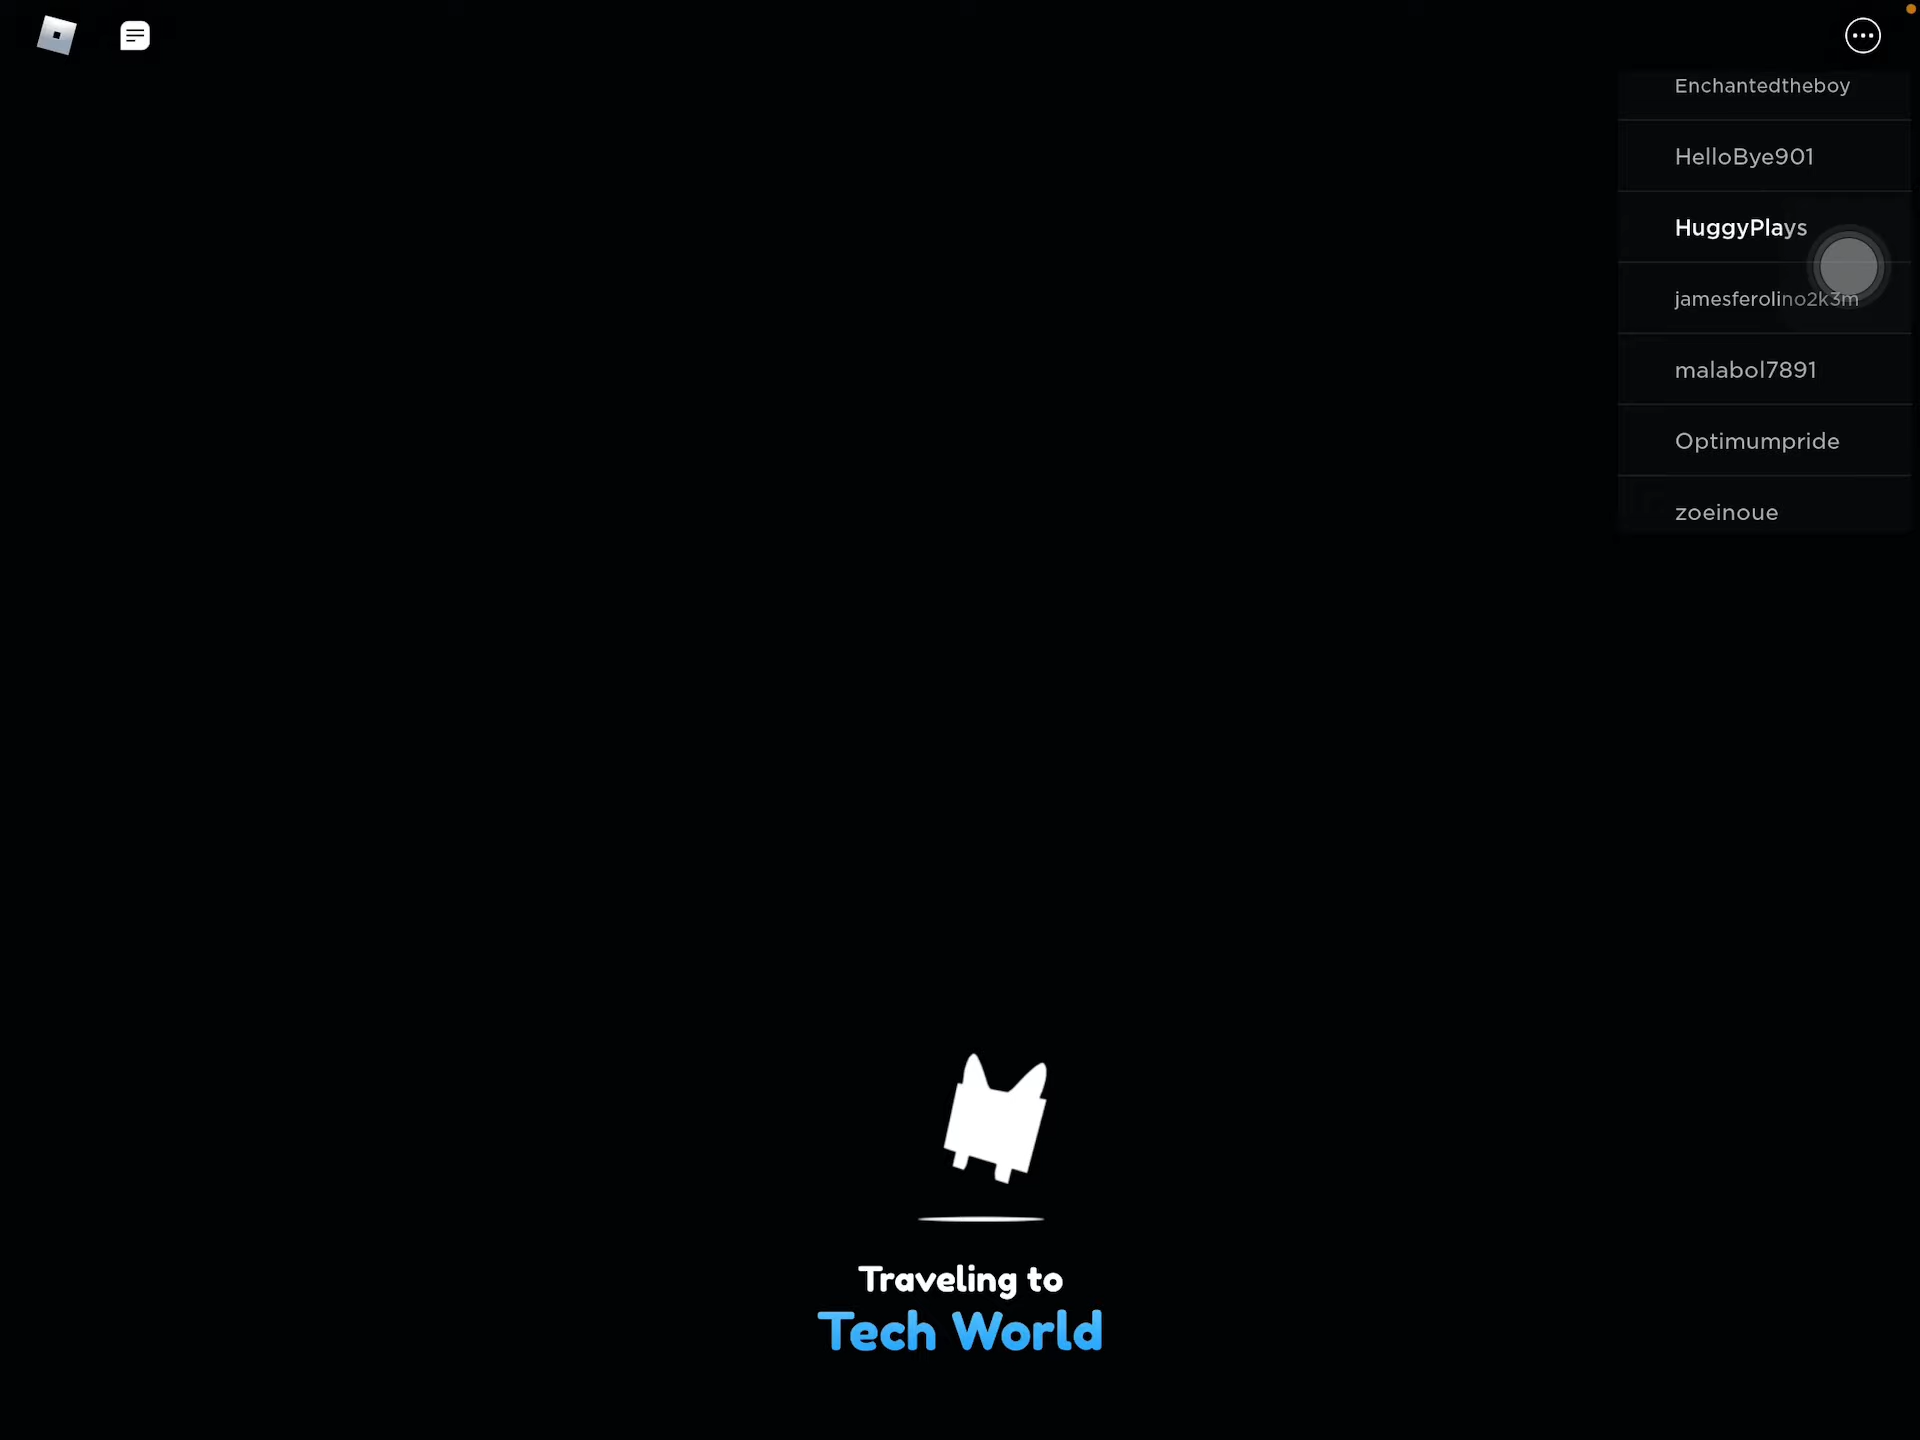 Enchantedtheboy
HelloBye901
HuggyPlays
jamesferolino2k3m
malabol7891
Optimumpride
zoeinoue
Traveling to
Tech World